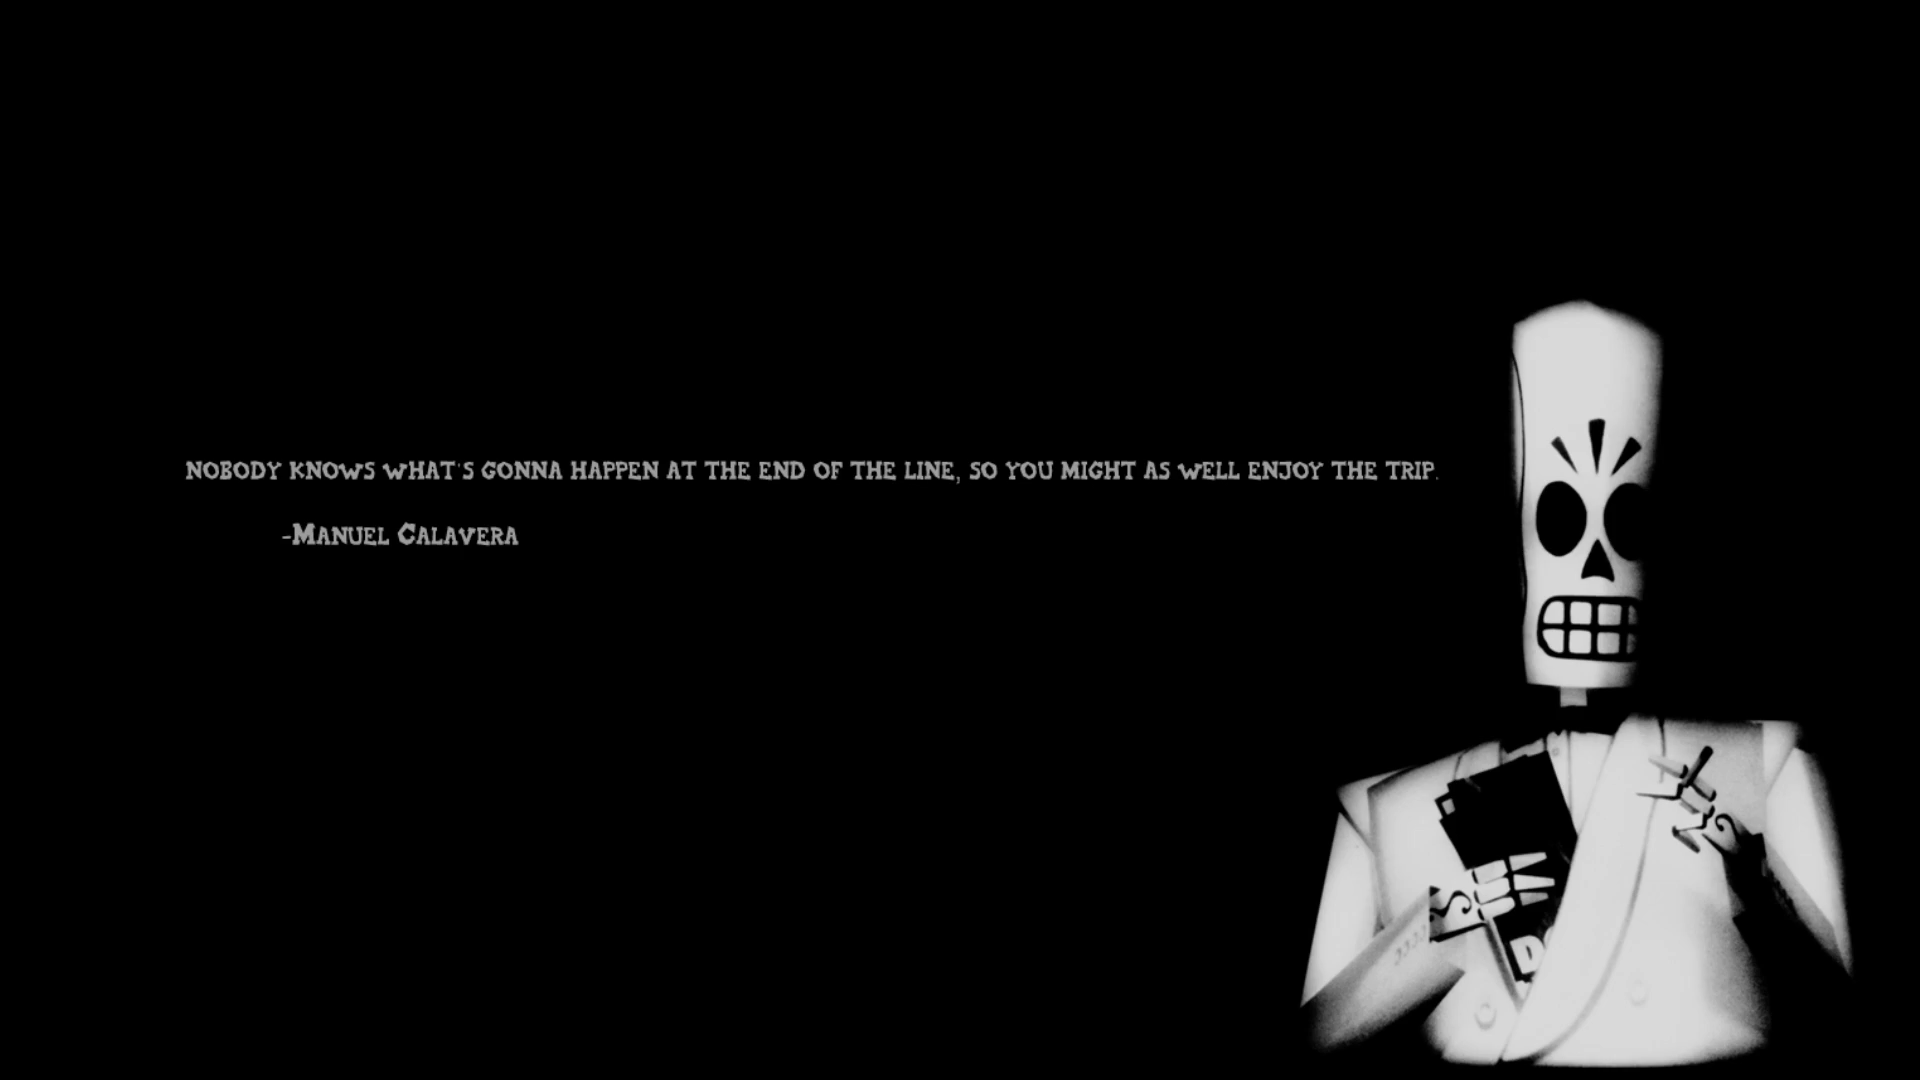 NOBODY KNOWS WHAT'S GONNA HAPPEN AT THE END OF THE LINE, SO YOU MIGHT AS WELL ENJOY THE TRIP.
-MANUEL CALAVERA